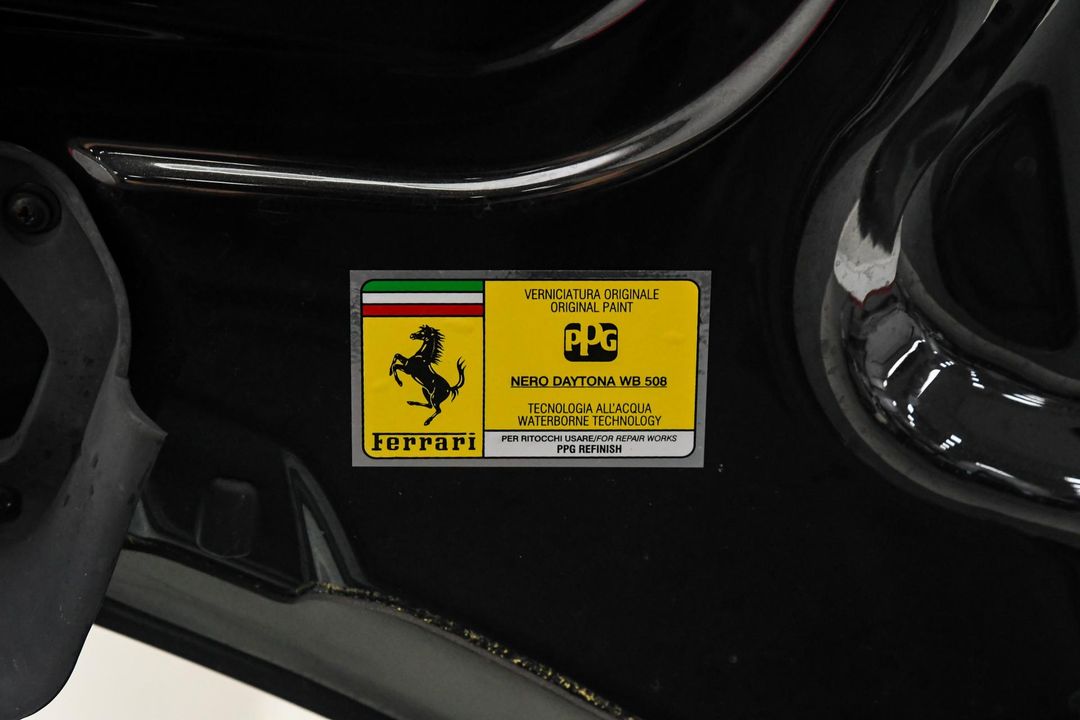 Ferrari
VERNICIATURA ORIGINALE
ORIGINAL PAINT
PPG
NERO DAYTONA WB 508
TECNOLOGIA ALL'ACQUA
WATERBORNE TECHNOLOGY
PER RITOCCHI USARE/FOR REPAIR WORKS
PPG REFINISH